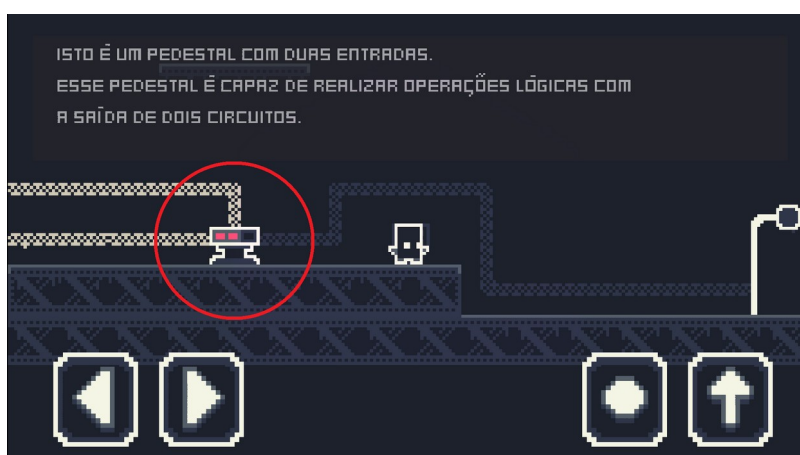 ISTO É UM PEDESTAL COM DUAS ENTRADAS.
ESSE PEDESTAL É CAPAZ DE REALIZAR OPERAÇÕES LÓGICAS COM
A SAÍDA DE DOIS CIRCUITOS.